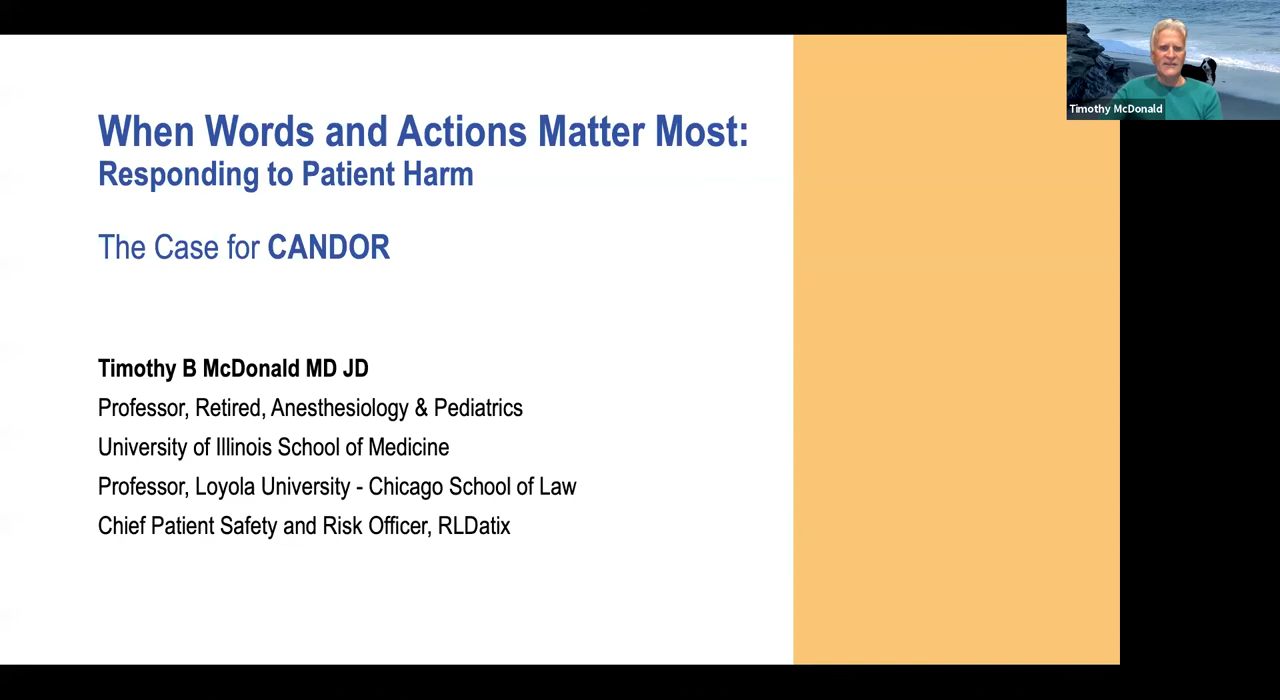 When Words and Actions Matter Most:
Responding to Patient Harm
The Case for CANDOR
Timothy B McDonald MD JD
Professor, Retired, Anesthesiology & Pediatrics
University of Illinois School of Medicine
Professor, Loyola University - Chicago School of Law
Chief Patient Safety and Risk Officer, RLDatix
Timothy McDonald